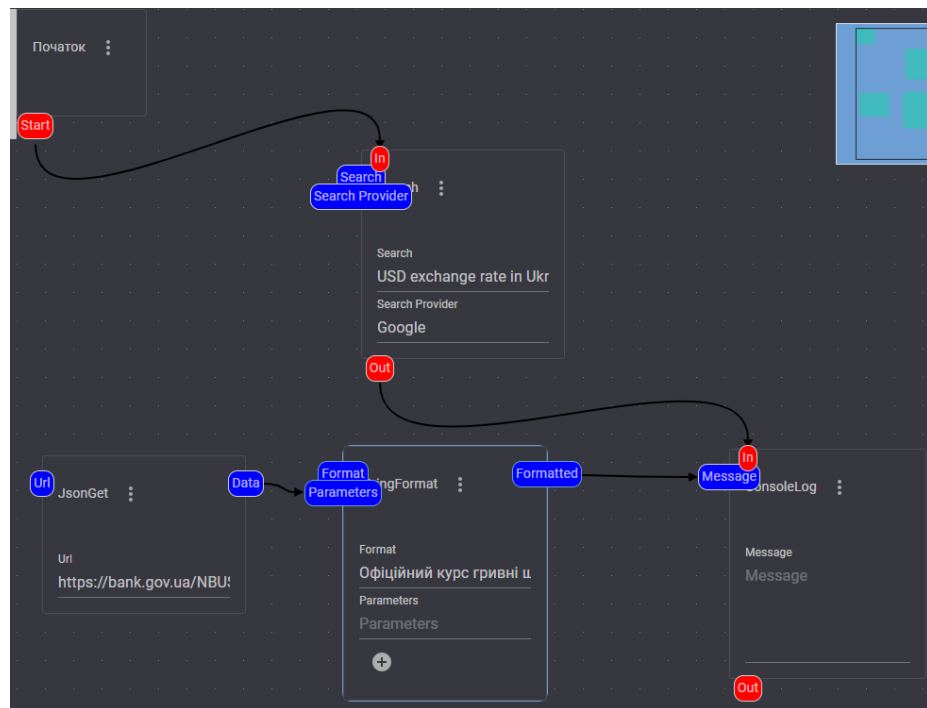 Початок
Start
In
Search
Search Provider
Search
USD exchange rate in Ukr
Search Provider
Google
Out
Url
JsonGet
Data
Url
https://bank.gov.ua/NBUS
Format
Parameters
ingFormat
Formatted
Format
Офіційний курс гривні щ
Parameters
Parameters
In
Message
ConsoleLog
Message
Message
Out